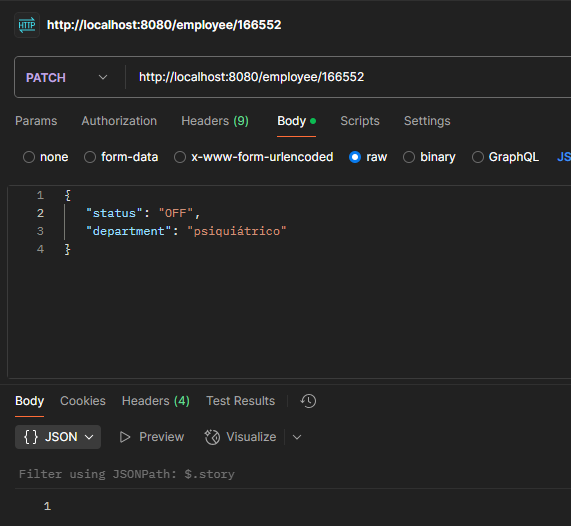 HTTP http://localhost:8080/employee/166552
PATCH http://localhost:8080/employee/166552
Params Authorization Headers (9) Body Scripts Settings
none form-data x-www-form-urlencoded raw binary GraphQL JS
1 {
2 "status": "OFF",
3 "department": "psiquiátrico"
4 }
Body Cookies Headers (4) Test Results
{} JSON Preview Visualize
Filter using JSONPath: $.story
1